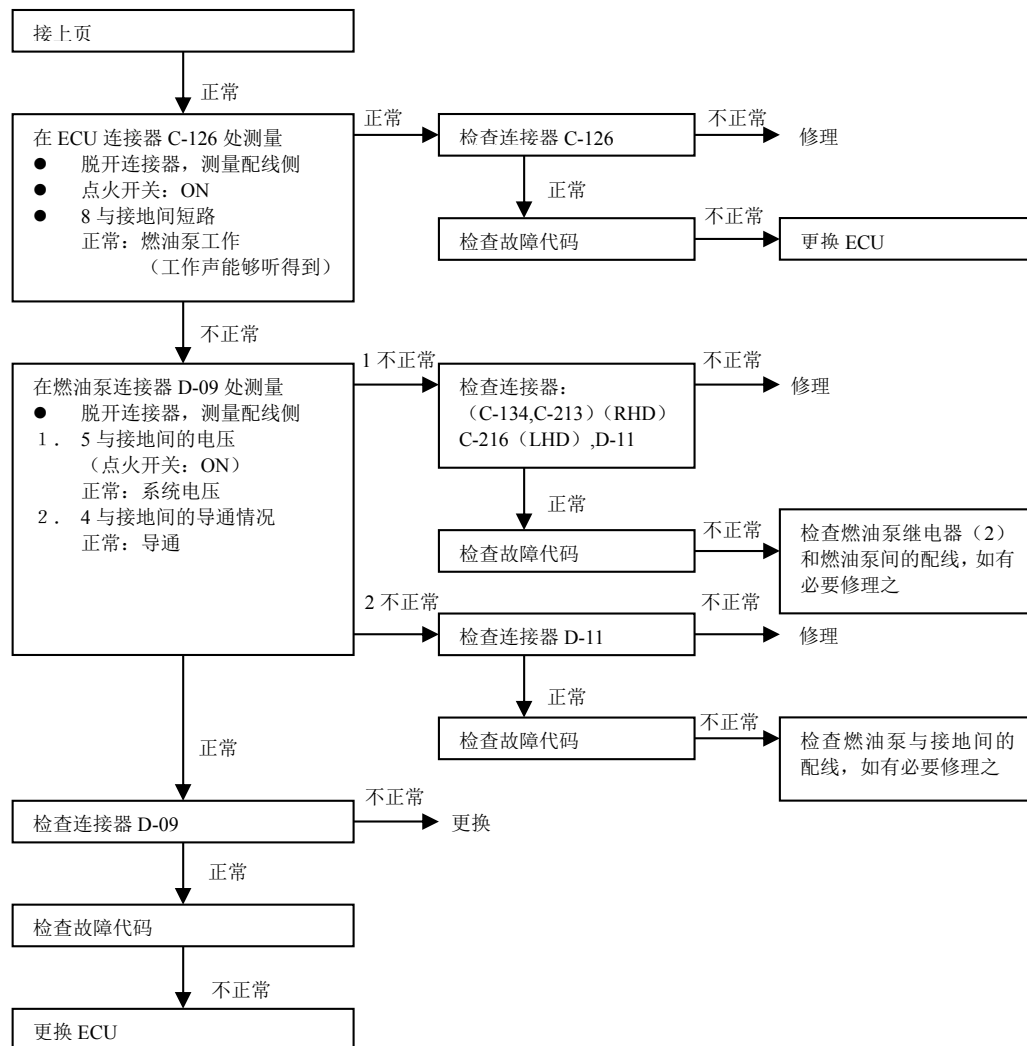 接上页
正常
在 ECU 连接器 C-126 处测量
● 脱开连接器，测量配线侧
● 点火开关：ON
● 8 与接地间短路
正常：燃油泵工作
（工作声能够听得到）
正常
检查连接器 C-126
不正常
修理
正常
检查故障代码
不正常
更换 ECU
不正常
在燃油泵连接器 D-09 处测量
● 脱开连接器，测量配线侧
１． 5 与接地间的电压
（点火开关：ON）
正常：系统电压
２． 4 与接地间的导通情况
正常：导通
1 不正常
检查连接器：
（C-134,C-213）（RHD）
C-216（LHD）,D-11
不正常
修理
正常
检查故障代码
不正常
检查燃油泵继电器（2）
和燃油泵间的配线，如有
必要修理之
2 不正常
检查连接器 D-11
不正常
修理
正常
检查故障代码
不正常
检查燃油泵与接地间的
配线，如有必要修理之
正常
检查连接器 D-09
不正常
更换
正常
检查故障代码
不正常
更换 ECU